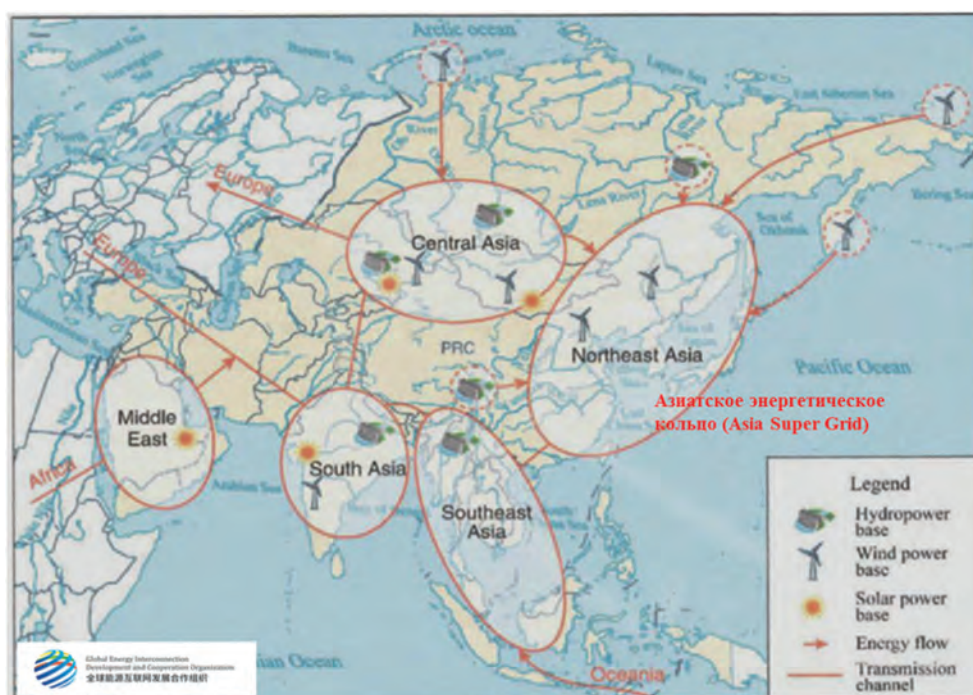 Arctic ocean
Barents Sea
Norwegian
Sea
Laptev Sea
East Siberian Sea
River
Lena River
Bering Sea
Sea of
Okhotsk
Europe
Central Asia
Europe
PRC
Northeast Asia
Pacific Ocean
Азиатское энергетическое
кольцо (Asia Super Grid)
Middle
East
South Asia
Southeast
Asia
Africa
Nile
Arabian Sea
Oceania
Legend
Hydropower
base
Wind power
base
Solar power
base
Energy flow
Transmission
channel
Global Energy Interconnection
Development and Cooperation Organization
全球能源互联网发展合作组织